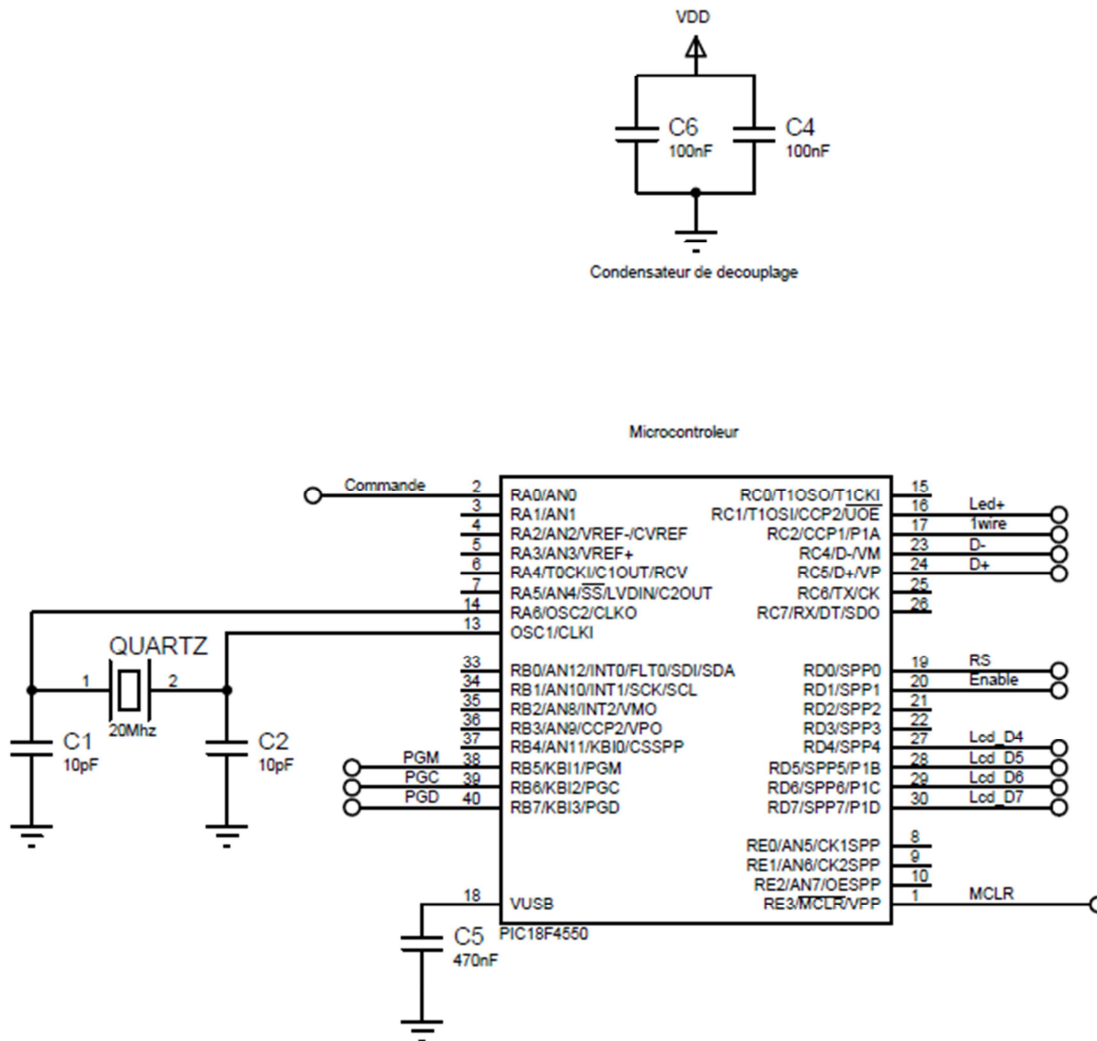 VDD
C6
100nF
C4
100nF
Condensateur de decouplage
Microcontroleur
Commande
2
RA0/AN0
3
RA1/AN1
4
RA2/AN2/VREF-/CVREF
5
RA3/AN3/VREF+
6
RA4/T0CKI/C1OUT/RCV
7
RA5/AN4/SS/LVDIN/C2OUT
14
RA6/OSC2/CLKO
13
OSC1/CLKI
33
RB0/AN12/INT0/FLT0/SDI/SDA
34
RB1/AN10/INT1/SCK/SCL
35
RB2/AN8/INT2/VMO
36
RB3/AN9/CCP2/VPO
37
RB4/AN11/KBI0/CSSPP
PGM
38
RB5/KBI1/PGM
PGC
39
RB6/KBI2/PGC
PGD
40
RB7/KBI3/PGD
18
VUSB
RC0/T1OSO/T1CKI
15
RC1/T1OSI/CCP2/UOE
16
Led+
RC2/CCP1/P1A
17
1wire
RC4/D-/VM
23
D-
RC5/D+/VP
24
D+
RC6/TX/CK
25
RC7/RX/DT/SDO
26
RD0/SPP0
19
RS
RD1/SPP1
20
Enable
RD2/SPP2
21
RD3/SPP3
22
RD4/SPP4
27
Lcd_D4
RD5/SPP5/P1B
28
Lcd_D5
RD6/SPP6/P1C
29
Lcd_D6
RD7/SPP7/P1D
30
Lcd_D7
RE0/AN5/CK1SPP
8
RE1/AN6/CK2SPP
9
RE2/AN7/OESPP
10
RE3/MCLR/VPP
1
MCLR
PIC18F4550
QUARTZ
1
2
20Mhz
C1
10pF
C2
10pF
C5
470nF